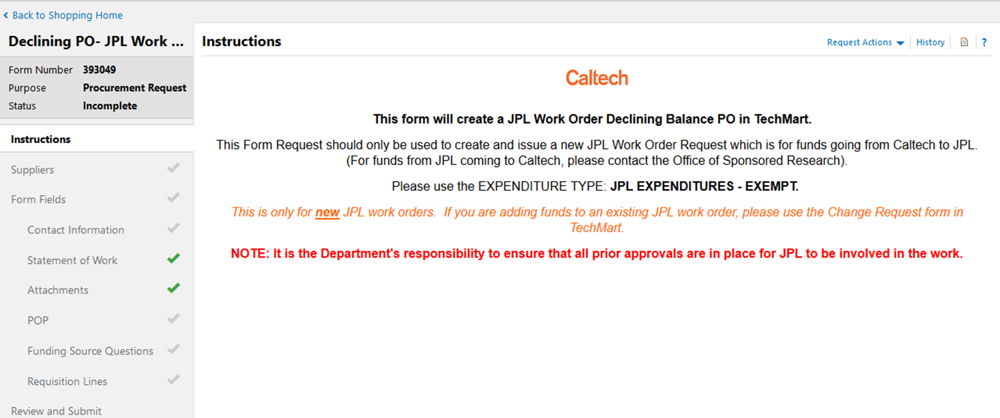 Back to Shopping Home
Declining PO- JPL Work ...
Form Number 393049
Purpose Procurement Request
Status Incomplete
Instructions
Suppliers
Form Fields
Contact Information
Statement of Work
Attachments
POP
Funding Source Questions
Requisition Lines
Review and Submit
Instructions
Request Actions
History
?
Caltech
This form will create a JPL Work Order Declining Balance PO in TechMart.
This Form Request should only be used to create and issue a new JPL Work Order Request which is for funds going from Caltech to JPL.
(For funds from JPL coming to Caltech, please contact the Office of Sponsored Research).
Please use the EXPENDITURE TYPE: JPL EXPENDITURES - EXEMPT.
This is only for new JPL work orders.  If you are adding funds to an existing JPL work order, please use the Change Request form in
TechMart.
NOTE: It is the Department's responsibility to ensure that all prior approvals are in place for JPL to be involved in the work.